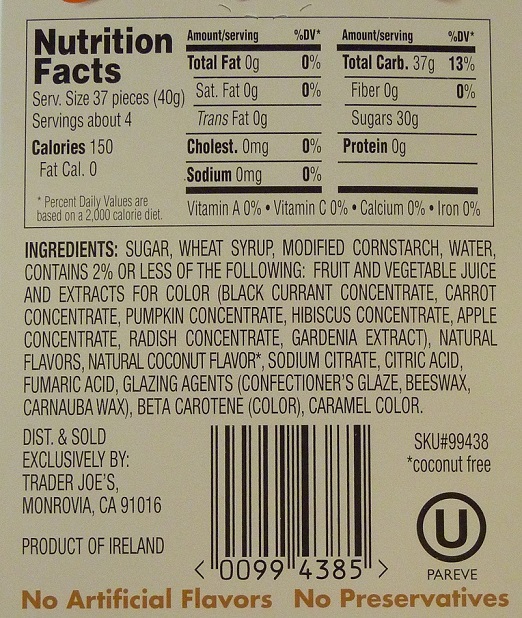 Nutrition
Facts
Serv. Size 37 pieces (40g)
Servings about 4
Calories 150
Fat Cal. 0
* Percent Daily Values are
based on a 2,000 calorie diet.
Amount/serving %DV*
Total Fat 0g 0%
Sat. Fat 0g 0%
Trans Fat 0g
Cholest. 0mg 0%
Sodium 0mg 0%
Amount/serving %DV*
Total Carb. 37g 13%
Fiber 0g 0%
Sugars 30g
Protein 0g
Vitamin A 0% • Vitamin C 0% • Calcium 0% • Iron 0%
INGREDIENTS: SUGAR, WHEAT SYRUP, MODIFIED CORNSTARCH, WATER,
CONTAINS 2% OR LESS OF THE FOLLOWING: FRUIT AND VEGETABLE JUICE
AND EXTRACTS FOR COLOR (BLACK CURRANT CONCENTRATE, CARROT
CONCENTRATE, PUMPKIN CONCENTRATE, HIBISCUS CONCENTRATE, APPLE
CONCENTRATE, RADISH CONCENTRATE, GARDENIA EXTRACT), NATURAL
FLAVORS, NATURAL COCONUT FLAVOR*, SODIUM CITRATE, CITRIC ACID,
FUMARIC ACID, GLAZING AGENTS (CONFECTIONER'S GLAZE, BEESWAX,
CARNAUBA WAX), BETA CAROTENE (COLOR), CARAMEL COLOR.
DIST. & SOLD
EXCLUSIVELY BY:
TRADER JOE'S,
MONROVIA, CA 91016
PRODUCT OF IRELAND
< 0099 4385 >
SKU#99438
*coconut free
U
PAREVE
No Artificial Flavors No Preservatives